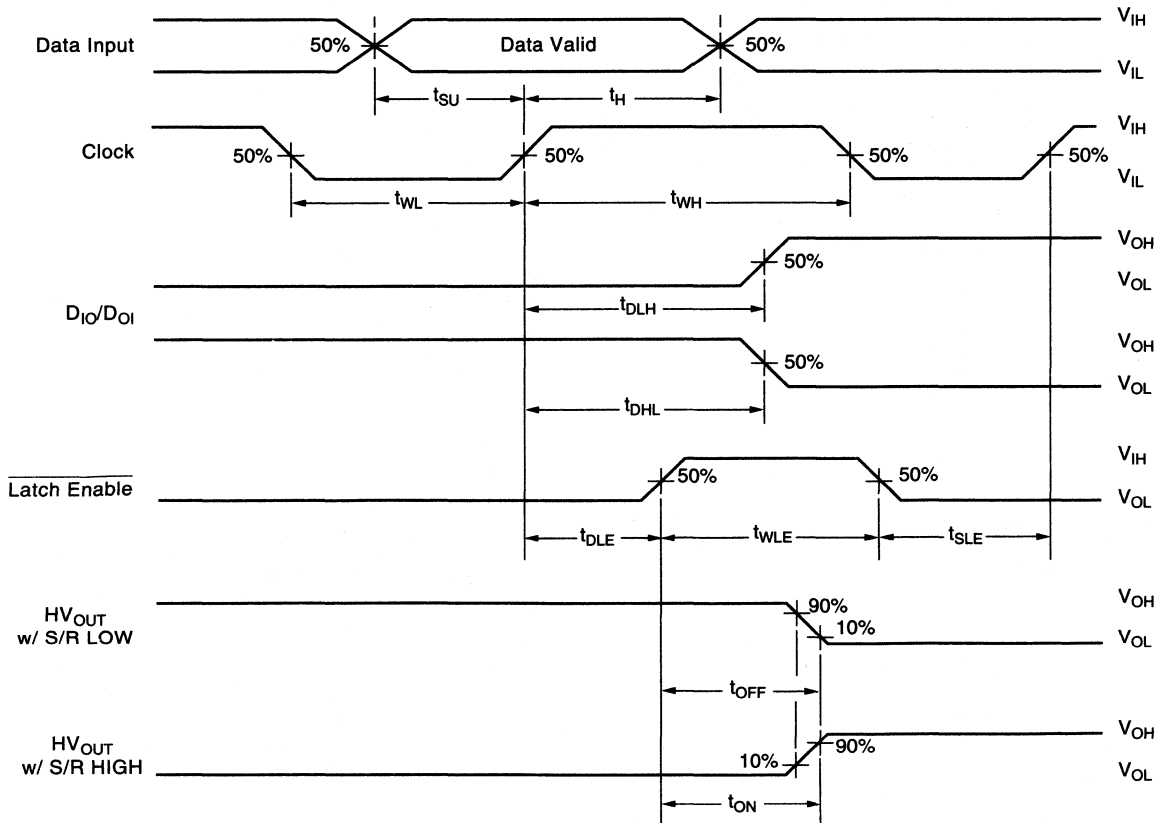 V_IH
Data Input 50% Data Valid 50%
V_IL
t_SU t_H
V_IH
Clock 50% 50% 50% 50%
V_IL
t_WL t_WH
V_OH
50%
V_OL
D_IO/D_OI
t_DLH
V_OH
50%
V_OL
t_DHL
V_IH
Latch Enable 50% 50%
V_OL
t_DLE t_WLE t_SLE
HV_OUT 90% V_OH
w/ S/R LOW 10% V_OL
t_OFF
HV_OUT 90% V_OH
w/ S/R HIGH 10% V_OL
t_ON